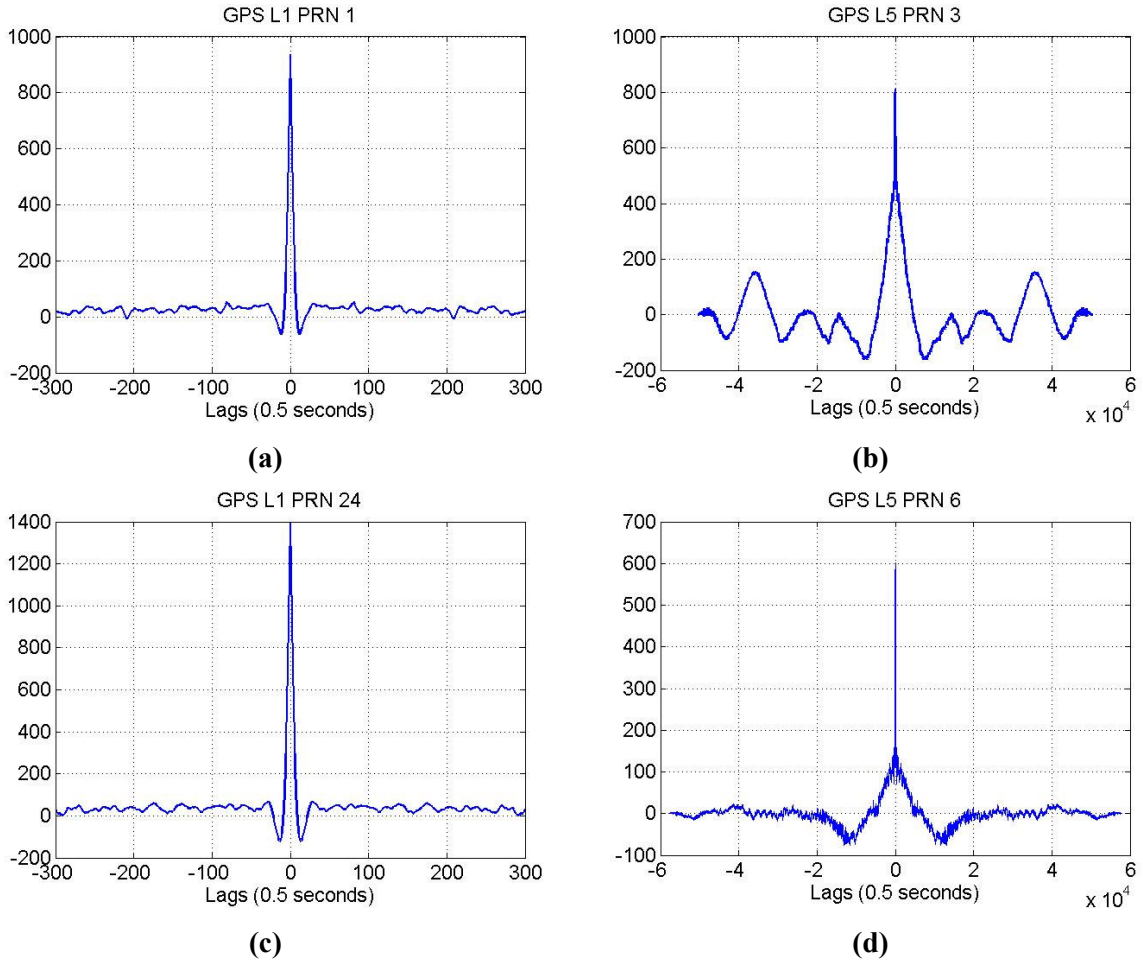 GPS L1 PRN 1
1000
800
600
400
200
0
-200
-300 -200 -100 0 100 200 300
Lags (0.5 seconds)
(a)
GPS L5 PRN 3
1000
800
600
400
200
0
-200
-6 -4 -2 0 2 4 6
Lags (0.5 seconds)
x 10^4
(b)
GPS L1 PRN 24
1400
1200
1000
800
600
400
200
0
-200
-300 -200 -100 0 100 200 300
Lags (0.5 seconds)
(c)
GPS L5 PRN 6
700
600
500
400
300
200
100
0
-100
-6 -4 -2 0 2 4 6
Lags (0.5 seconds)
x 10^4
(d)